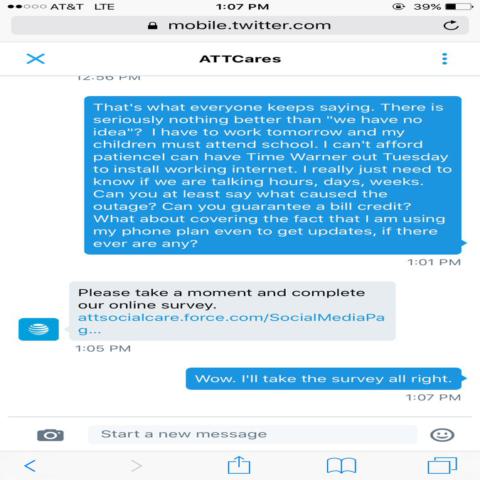 AT&T LTE 1:07 PM 39%
mobile.twitter.com
ATTCares
12:56 PM
That's what everyone keeps saying. There is
seriously nothing better than "we have no
idea"? I have to work tomorrow and my
children must attend school. I can't afford
patienceI can have Time Warner out Tuesday
to install working internet. I really just need to
know if we are talking hours, days, weeks.
Can you at least say what caused the
outage? Can you guarantee a bill credit?
What about covering the fact that I am using
my phone plan even to get updates, if there
ever are any?
1:01 PM
Please take a moment and complete
our online survey.
attsocialcare.force.com/SocialMediaPa
g...
1:05 PM
Wow. I'll take the survey all right.
1:07 PM
Start a new message